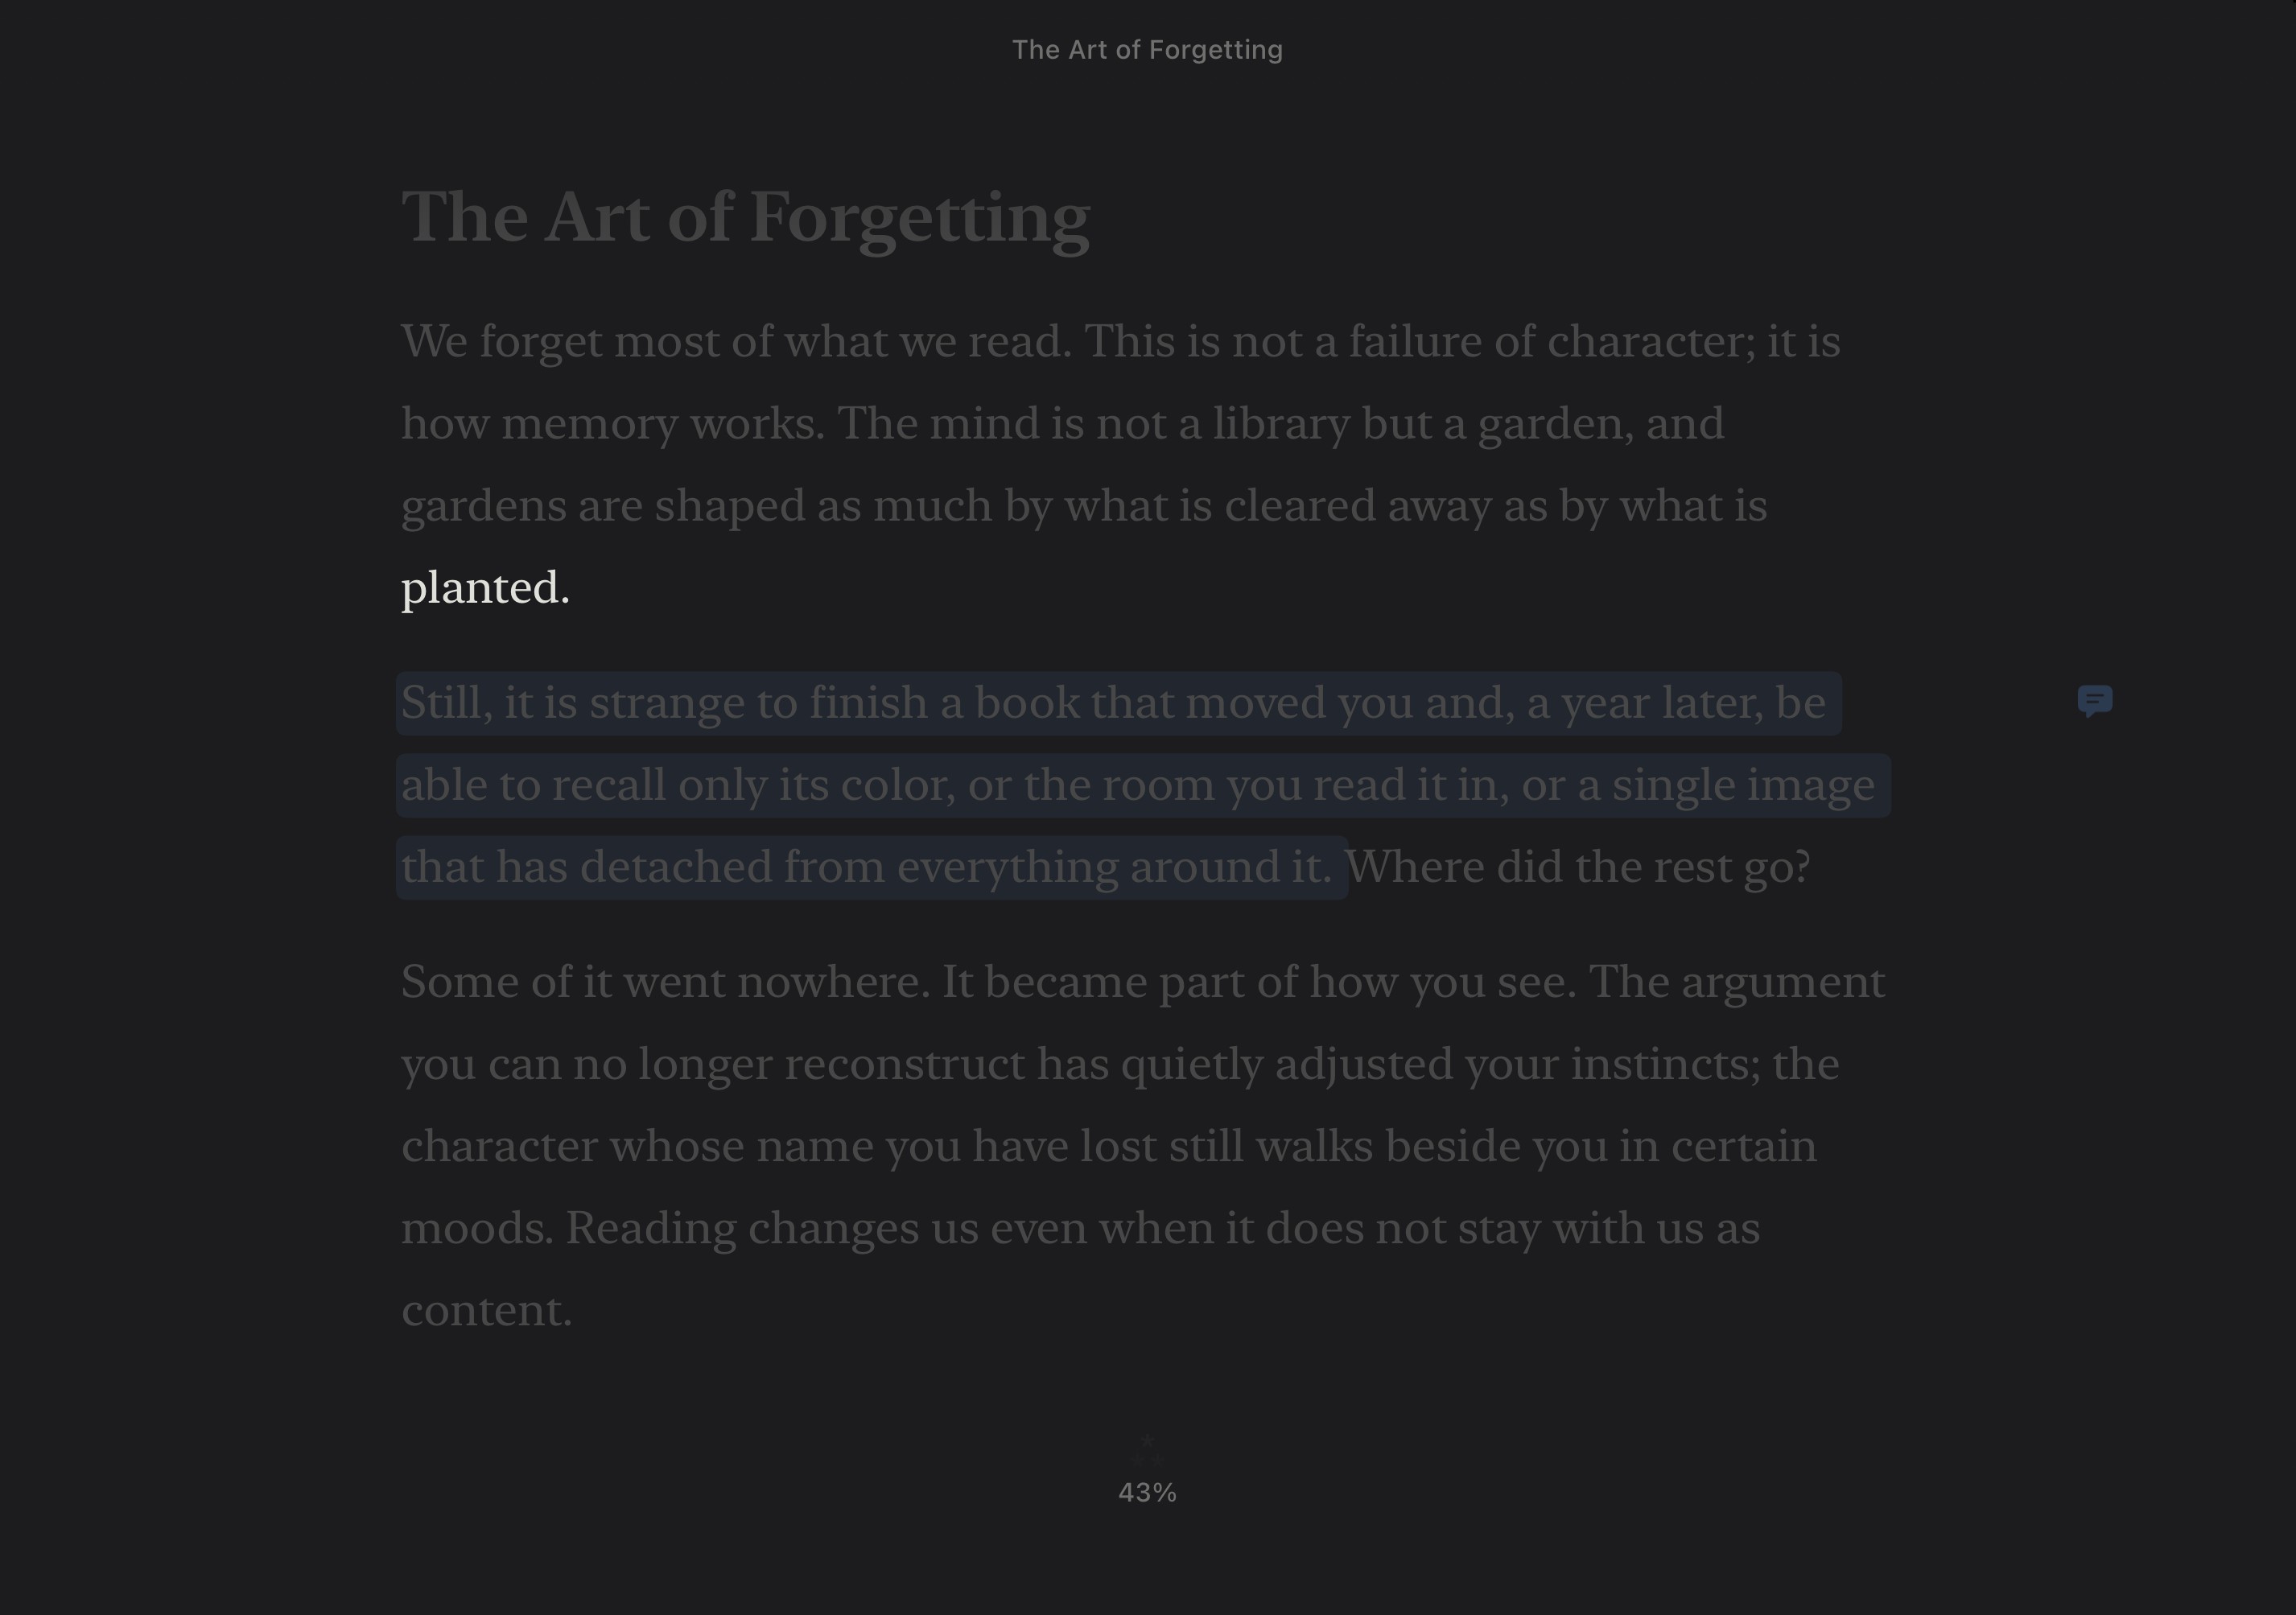 The Art of Forgetting
The Art of Forgetting
We forget most of what we read. This is not a failure of character; it is
how memory works. The mind is not a library but a garden, and
gardens are shaped as much by what is cleared away as by what is
planted.
Still, it is strange to finish a book that moved you and, a year later, be
able to recall only its color, or the room you read it in, or a single image
that has detached from everything around it. Where did the rest go?
Some of it went nowhere. It became part of how you see. The argument
you can no longer reconstruct has quietly adjusted your instincts; the
character whose name you have lost still walks beside you in certain
moods. Reading changes us even when it does not stay with us as
content.
43%